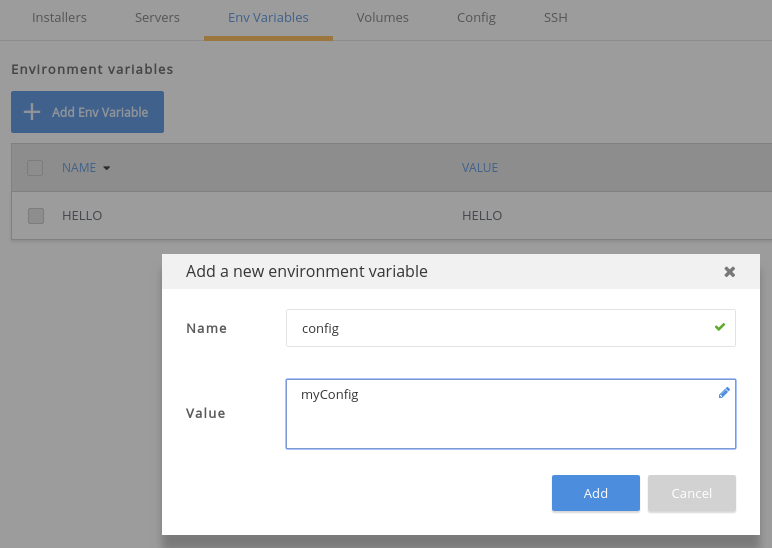 Installers Servers Env Variables Volumes Config SSH
Environment variables
Add Env Variable
NAME VALUE
HELLO HELLO
Add a new environment variable
Name config
Value myConfig
Add Cancel